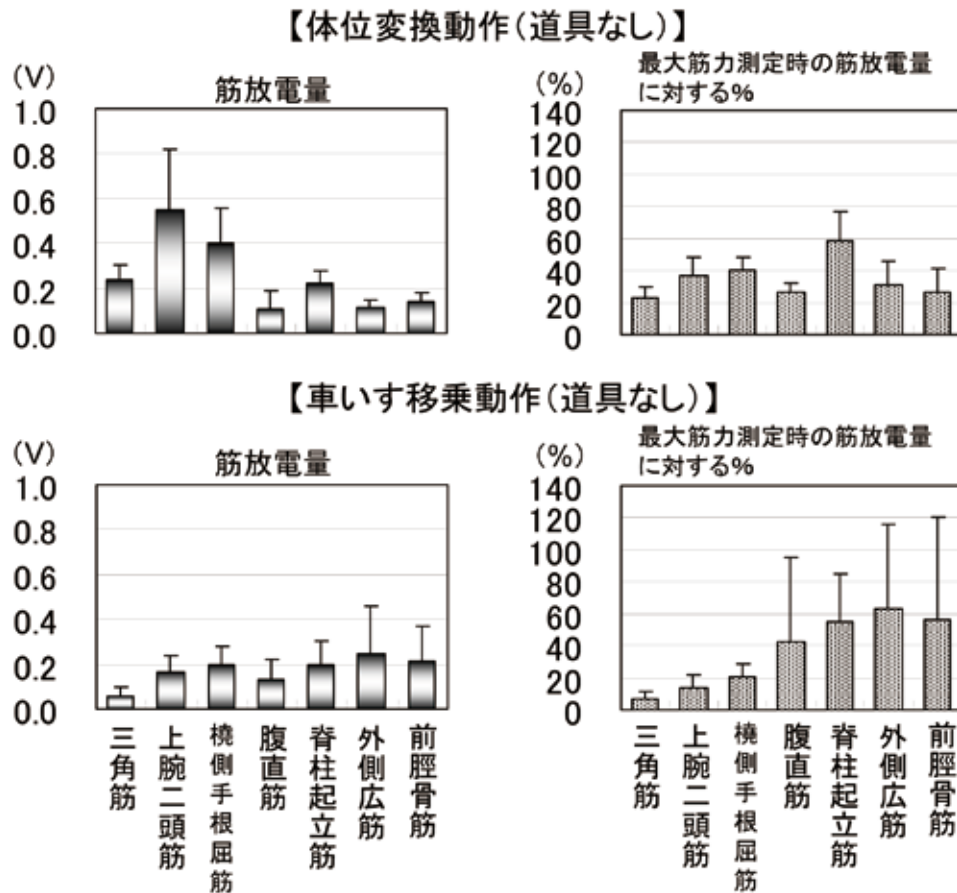 【体位変換動作(道具なし)】
(V)
筋放電量
1.0
0.8
0.6
0.4
0.2
0.0
(%)
最大筋力測定時の筋放電量
に対する%
140
120
100
80
60
40
20
0
【車いす移乗動作(道具なし)】
(V)
筋放電量
1.0
0.8
0.6
0.4
0.2
0.0
三角筋
上腕二頭筋
橈側手根屈筋
腹直筋
脊柱起立筋
外側広筋
前脛骨筋
(%)
最大筋力測定時の筋放電量
に対する%
140
120
100
80
60
40
20
0
三角筋
上腕二頭筋
橈側手根屈筋
腹直筋
脊柱起立筋
外側広筋
前脛骨筋